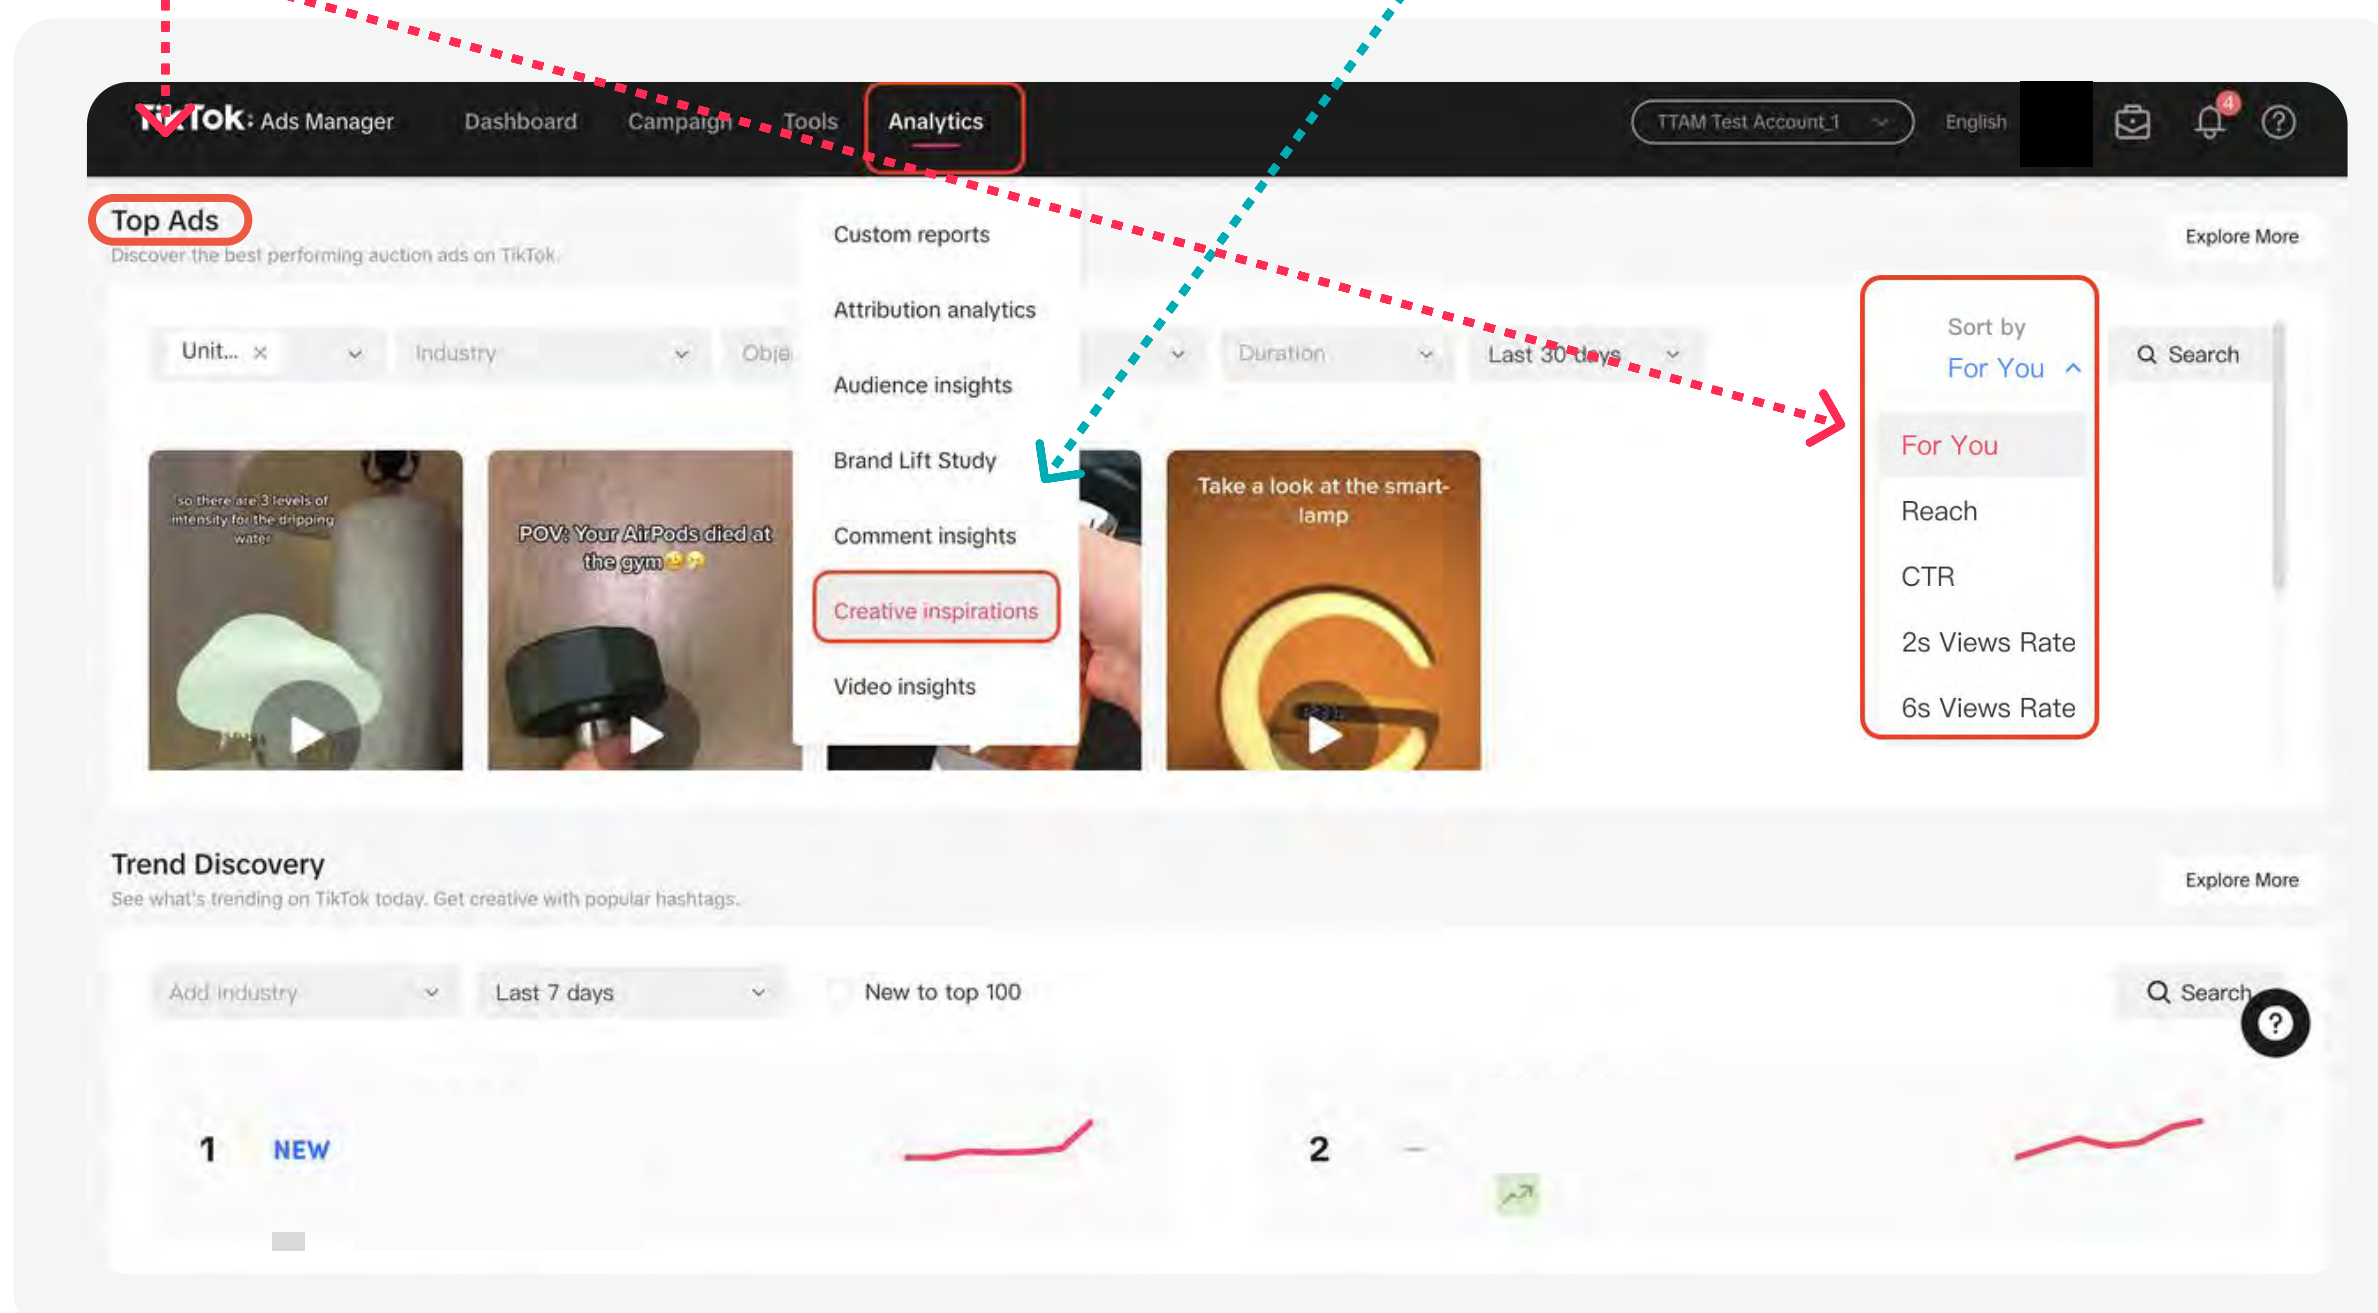 TikTok: Ads Manager
Dashboard
Campaign
Tools
Analytics
TTAM Test Account_1
English
4
?
Top Ads
Discover the best performing auction ads on TikTok.
Explore More
Custom reports
Attribution analytics
Audience insights
Brand Lift Study
Comment insights
Creative inspirations
Video insights
Unit... ×
Industry
Obje
Duration
Last 30 days
Sort by
For You
For You
Reach
CTR
2s Views Rate
6s Views Rate
Search
so there are 3 levels of
intensity for the dripping
water
POV: Your AirPods died at
the gym
Take a look at the smart-
lamp
Trend Discovery
See what's trending on TikTok today. Get creative with popular hashtags.
Explore More
Add industry
Last 7 days
New to top 100
Search
?
1
NEW
2